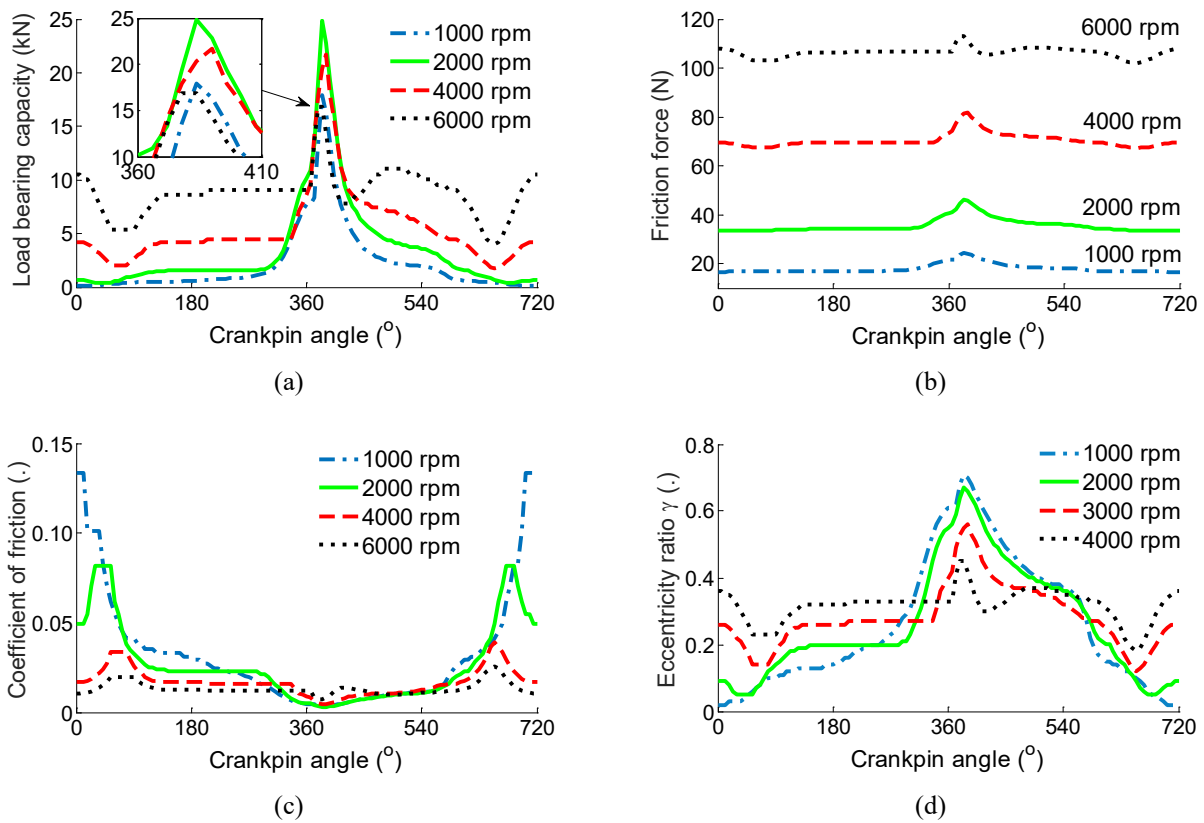 Load bearing capacity (kN)
25
20
15
10
5
0
0
180
360
540
720
Crankpin angle (o)
25
20
15
10
360
410
1000 rpm
2000 rpm
4000 rpm
6000 rpm
(a)
Friction force (N)
120
100
80
60
40
20
0
180
360
540
720
Crankpin angle (o)
6000 rpm
4000 rpm
2000 rpm
1000 rpm
(b)
Coefficient of friction (.)
0.15
0.10
0.05
0
0
180
360
540
720
Crankpin angle (o)
1000 rpm
2000 rpm
4000 rpm
6000 rpm
(c)
Eccentricity ratio γ (.)
0.8
0.6
0.4
0.2
0
0
180
360
540
720
Crankpin angle (o)
1000 rpm
2000 rpm
3000 rpm
4000 rpm
(d)